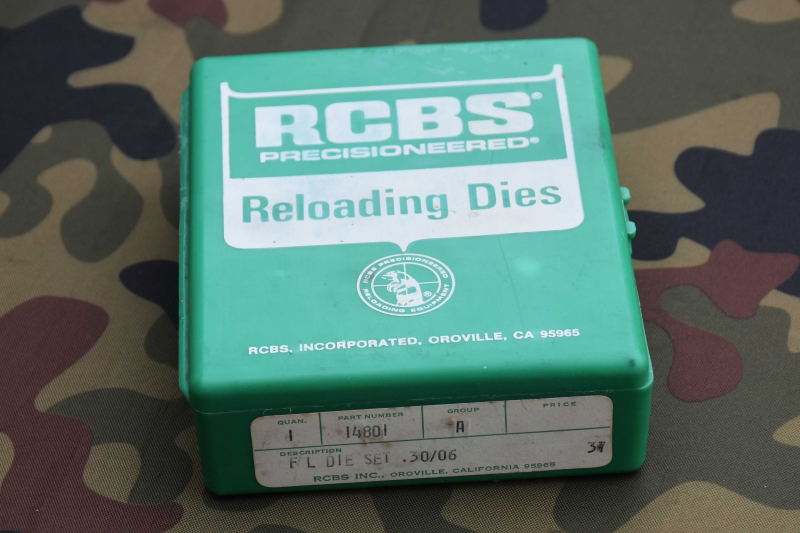 RCBS®
PRECISIONEERED®
Reloading Dies
RCBS PRECISIONEERED
®
RELOADING EQUIPMENT
RCBS, INCORPORATED, OROVILLE, CA 95965
QUAN. PART NUMBER GROUP PRICE
1 14801 A
DESCRIPTION
F/L DIE SET .30/06
RCBS INC., OROVILLE, CALIFORNIA 95965